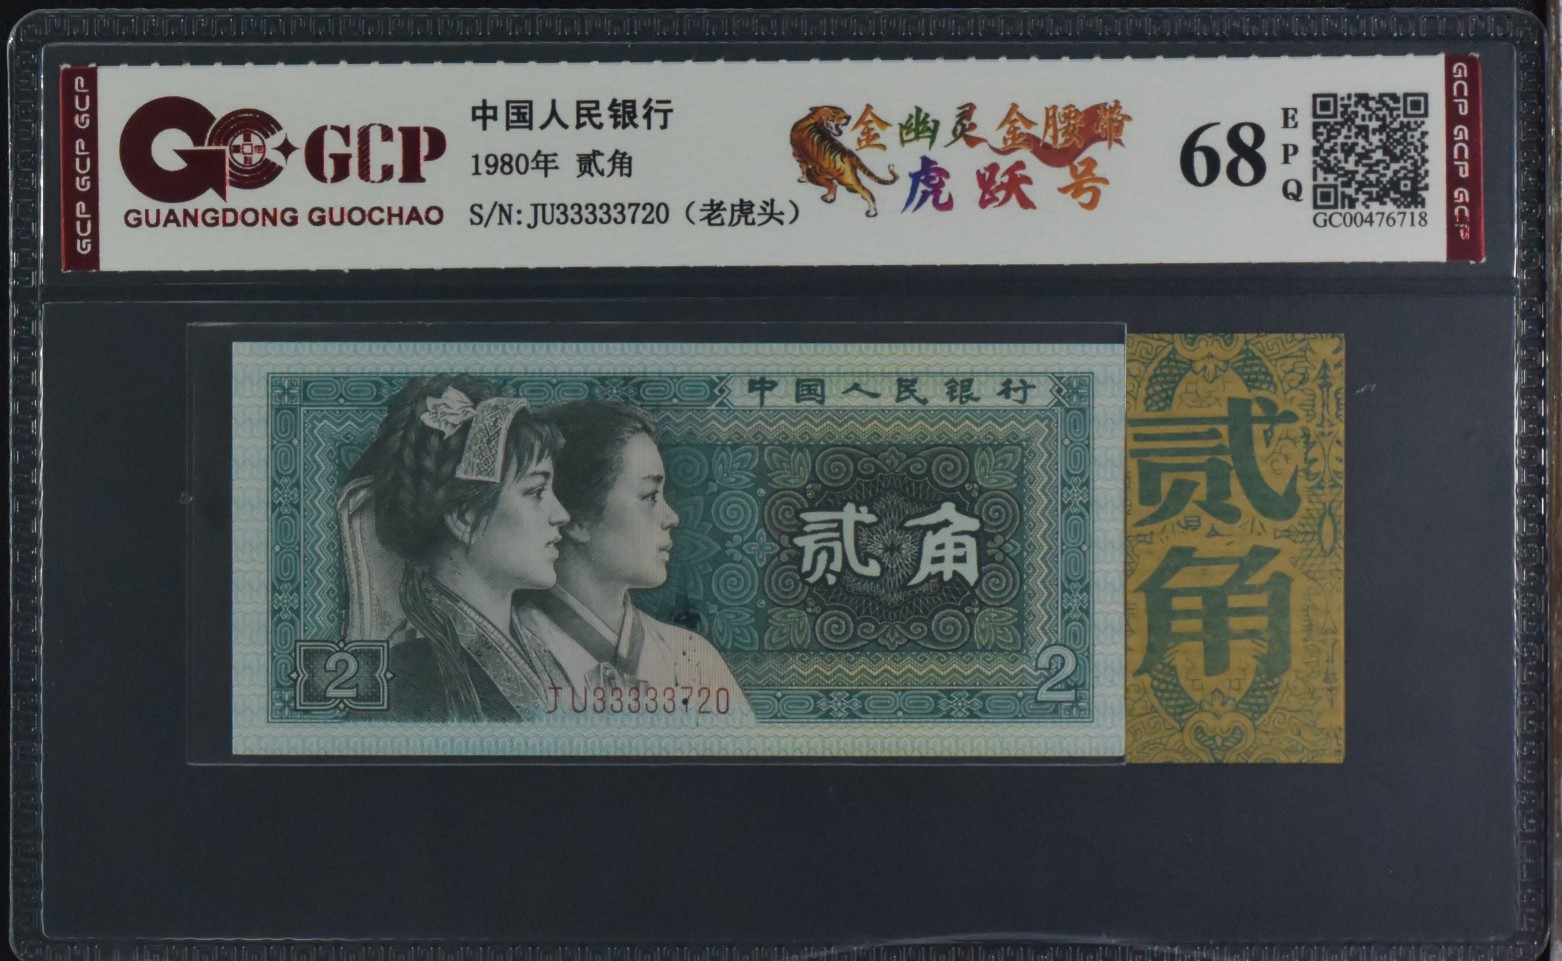 GCP GCP GCP
GCP
GUANGDONG GUOCHAO
中国人民银行
1980年 贰角
S/N:JU33333720（老虎头）
金幽灵金腰带
虎跃号
68
EPQ
GC00476718
GCP GCP GCP
中国人民银行
贰角
2
JU33333720
2
贰角